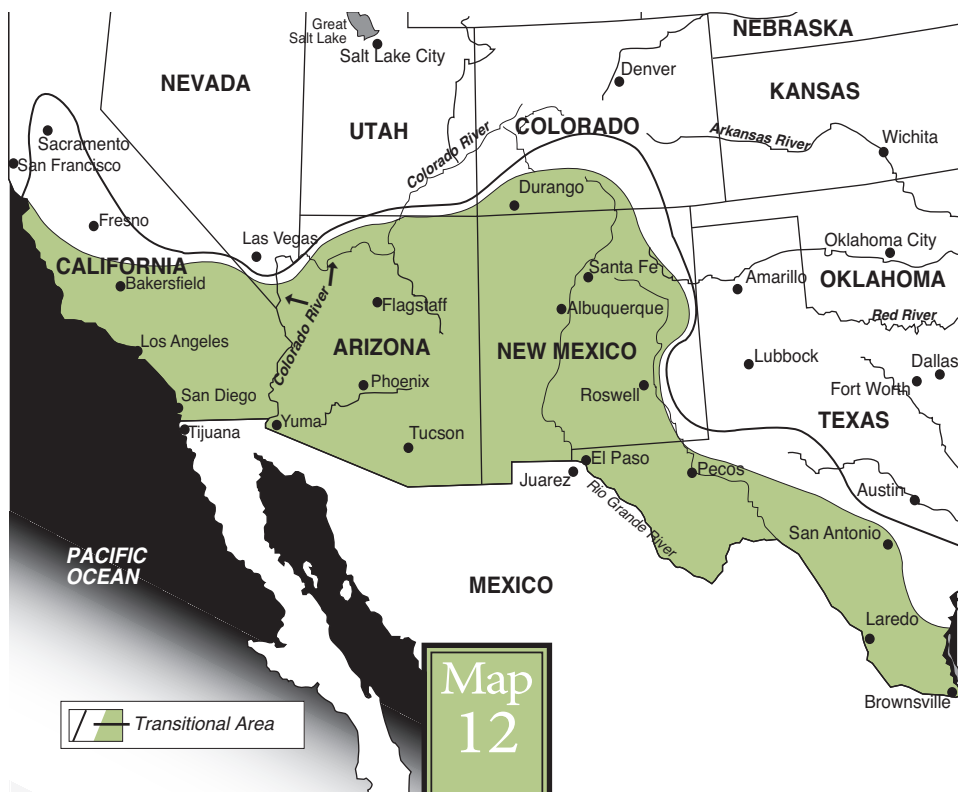 Great
Salt Lake
Salt Lake City
NEBRASKA
NEVADA
Denver
KANSAS
UTAH
COLORADO
Colorado River
Arkansas River
Wichita
Sacramento
San Francisco
Durango
Fresno
Las Vegas
Oklahoma City
CALIFORNIA
Bakersfield
Santa Fe
Amarillo
OKLAHOMA
Flagstaff
Albuquerque
Colorado River
Red River
Los Angeles
ARIZONA
NEW MEXICO
Lubbock
Dallas
Phoenix
Roswell
Fort Worth
San Diego
Yuma
TEXAS
Tijuana
Tucson
El Paso
Juarez
Pecos
Rio Grande River
Austin
San Antonio
PACIFIC
OCEAN
MEXICO
Laredo
Brownsville
Map
12
Transitional Area